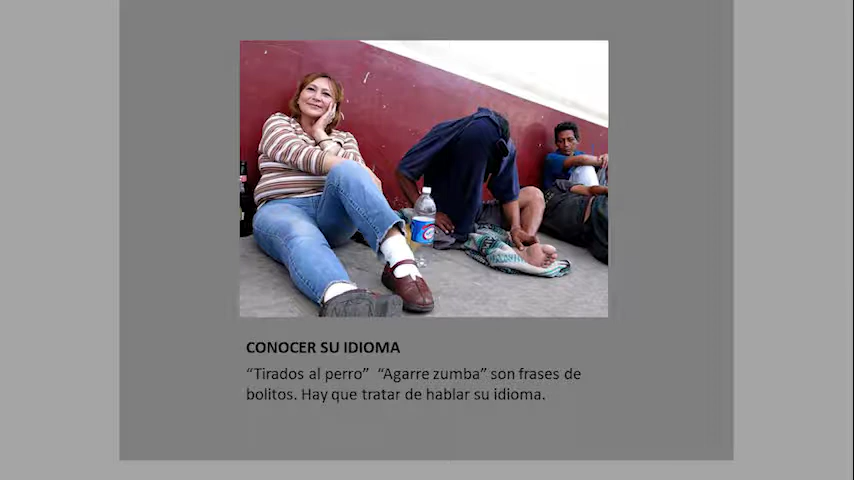 CONOCER SU IDIOMA
“Tirados al perro”  “Agarre zumba” son frases de
bolitos. Hay que tratar de hablar su idioma.